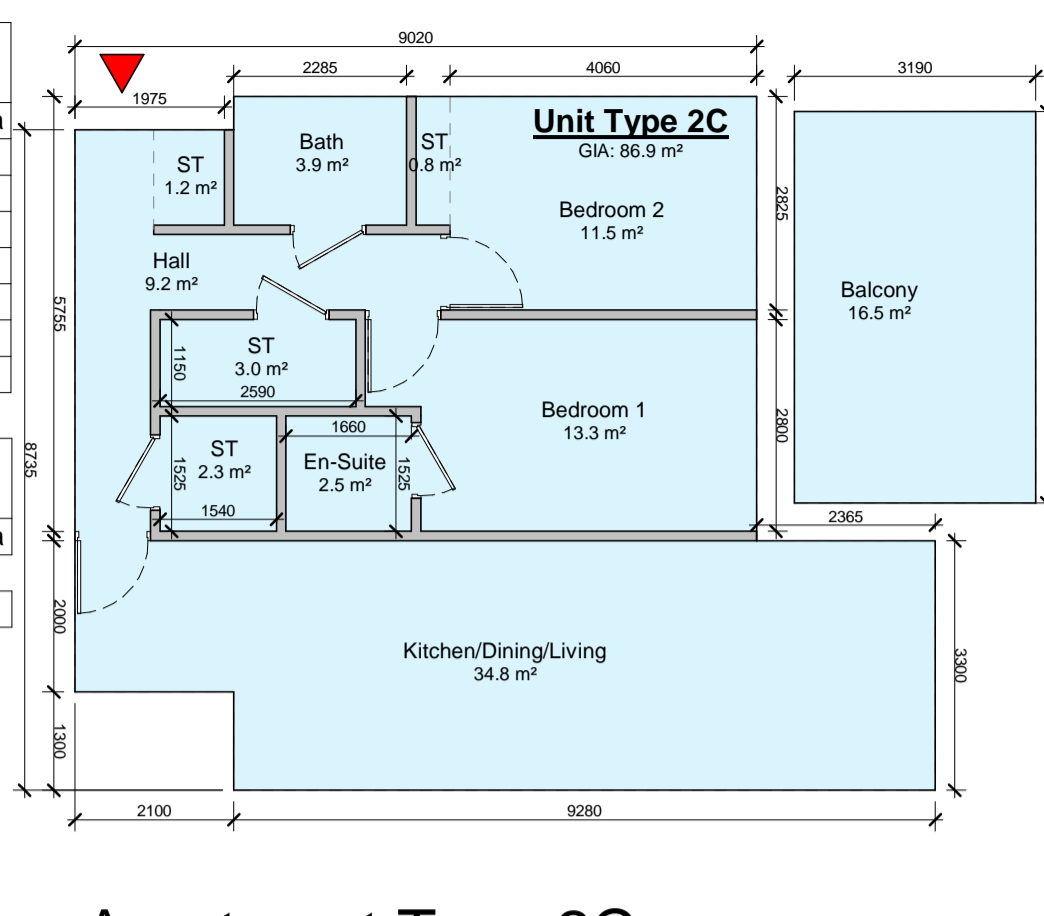 9020
2285
4060
3190
1975
a
Unit Type 2C
GIA: 86.9 m²
Bath
3.9 m²
ST
0.8 m²
ST
1.2 m²
Bedroom 2
11.5 m²
2825
Hall
9.2 m²
Balcony
16.5 m²
5755
ST
3.0 m²
1150
2590
Bedroom 1
13.3 m²
2800
1660
ST
2.3 m²
En-Suite
2.5 m²
1525
1525
8735
1540
2365
a
2000
Kitchen/Dining/Living
34.8 m²
3300
1300
2100
9280